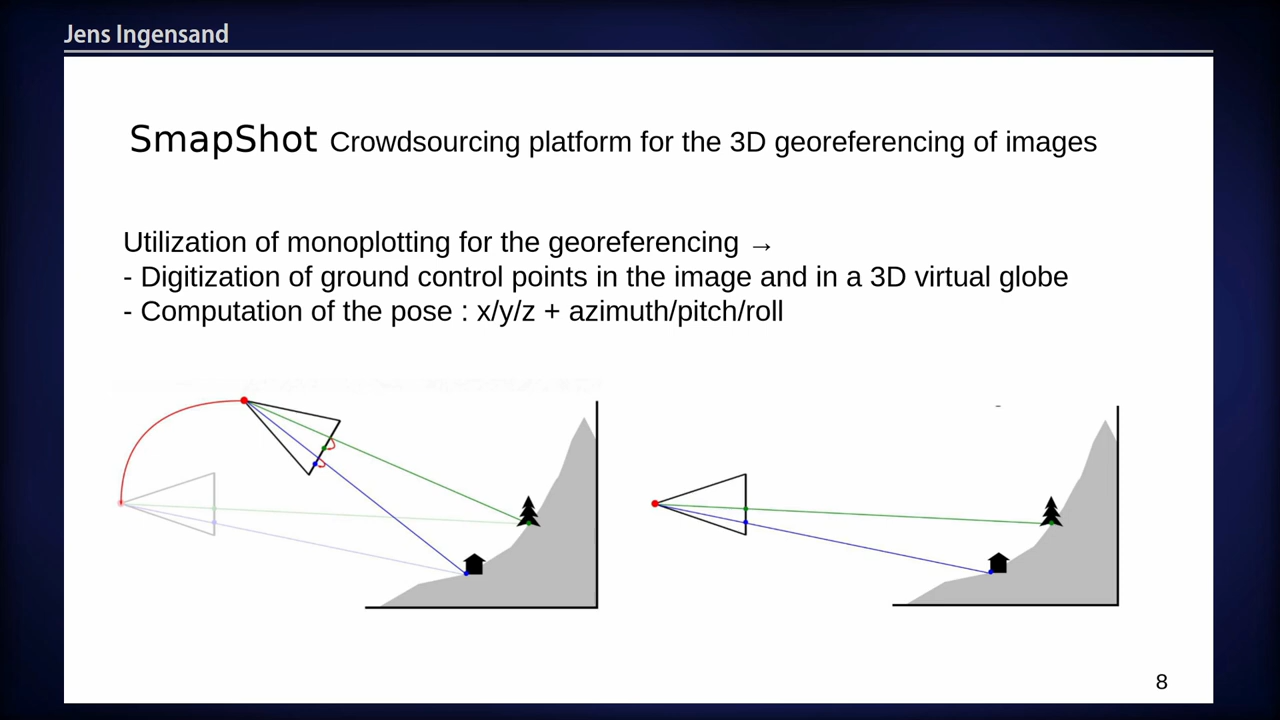 Jens Ingensand
SmapShot Crowdsourcing platform for the 3D georeferencing of images
Utilization of monoplotting for the georeferencing →
- Digitization of ground control points in the image and in a 3D virtual globe
- Computation of the pose : x/y/z + azimuth/pitch/roll
8